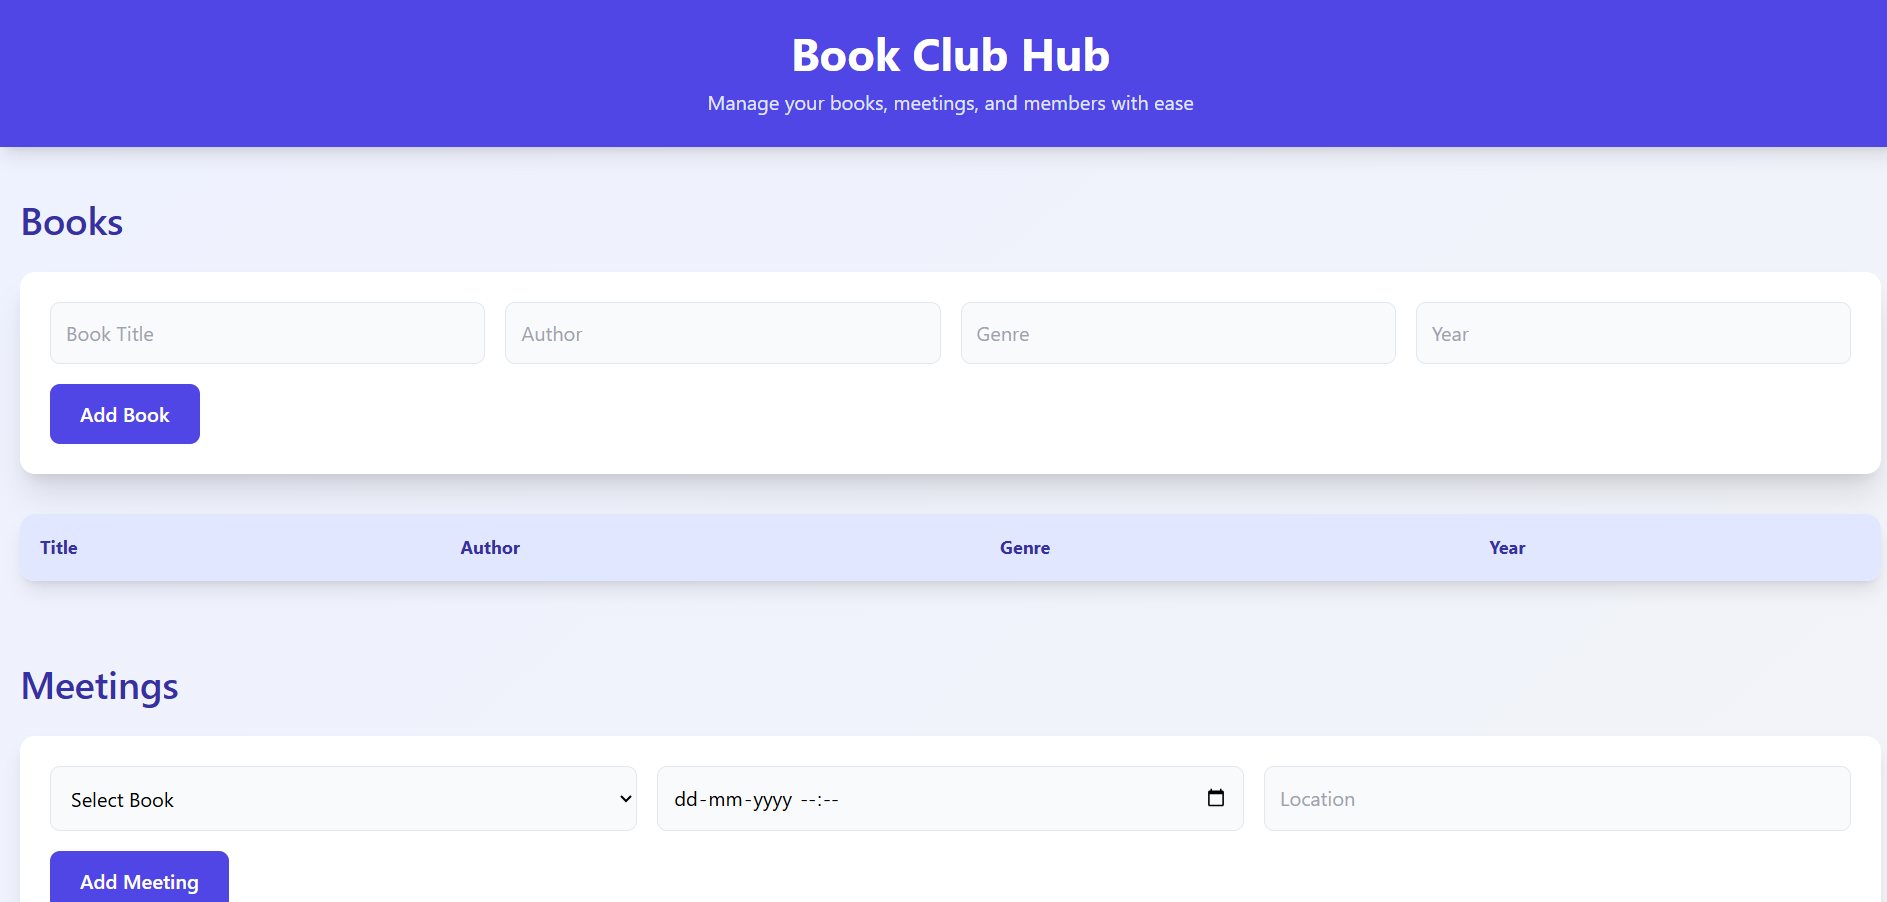 Book Club Hub
Manage your books, meetings, and members with ease
Books
Book Title Author Genre Year
Add Book
Title Author Genre Year
Meetings
Select Book dd-mm-yyyy --:-- Location
Add Meeting